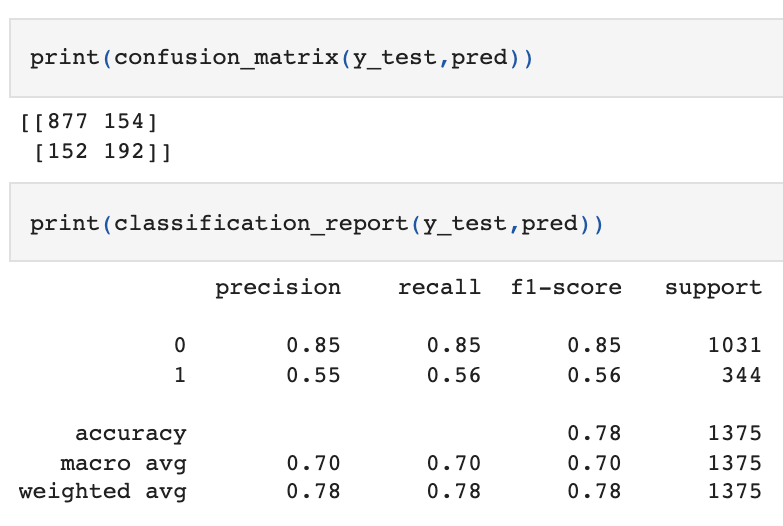 print(confusion_matrix(y_test,pred))
[[877 154]
 [152 192]]
print(classification_report(y_test,pred))
              precision    recall  f1-score   support

           0       0.85      0.85      0.85      1031
           1       0.55      0.56      0.56       344

    accuracy                           0.78      1375
   macro avg       0.70      0.70      0.70      1375
weighted avg       0.78      0.78      0.78      1375